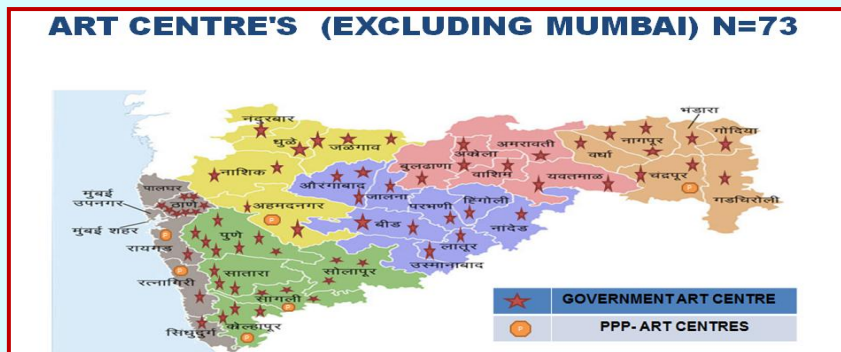 ART CENTRE'S (EXCLUDING MUMBAI) N=73
नंदुरबार
धुळे
जळगाव
नाशिक
औरंगाबाद
जालना
अहमदनगर
बुलढाणा
अकोला
अमरावती
वाशिम
यवतमाळ
वर्धा
नागपूर
भंडारा
गोंदिया
चंद्रपूर
गडचिरोली
पालघर
मुंबई
उपनगर
ठाणे
मुंबई शहर
रायगड
पुणे
बीड
परभणी
हिंगोली
नांदेड
लातूर
उस्मानाबाद
सातारा
सोलापूर
रत्नागिरी
सांगली
सिंधुदुर्ग
कोल्हापूर
GOVERNMENT ART CENTRE
P
PPP- ART CENTRES